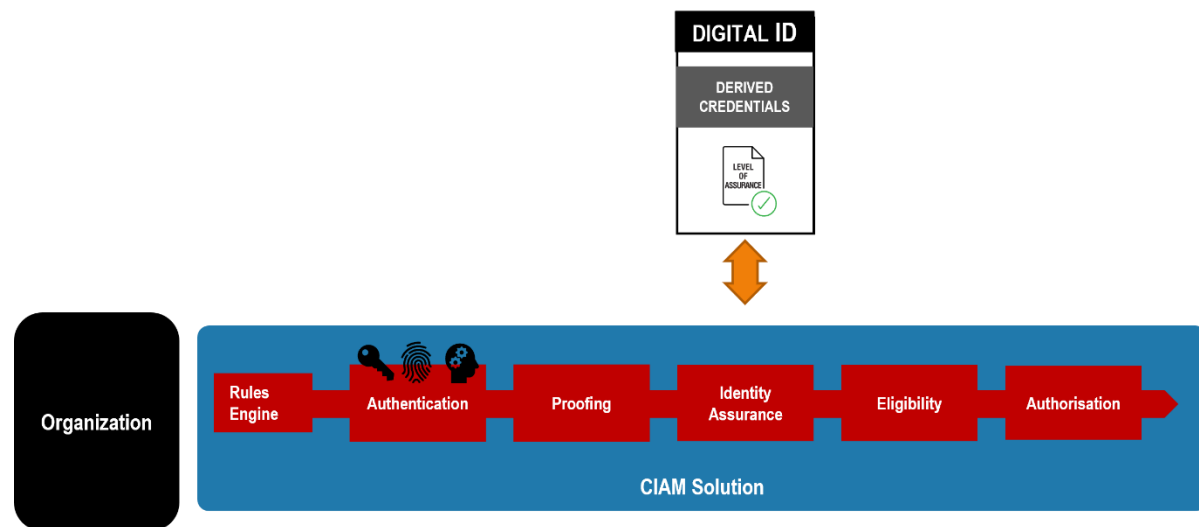 DIGITAL ID
DERIVED
CREDENTIALS
LEVEL
OF
ASSURANCE
Organization
Rules
Engine
Authentication
Proofing
Identity
Assurance
Eligibility
Authorisation
CIAM Solution